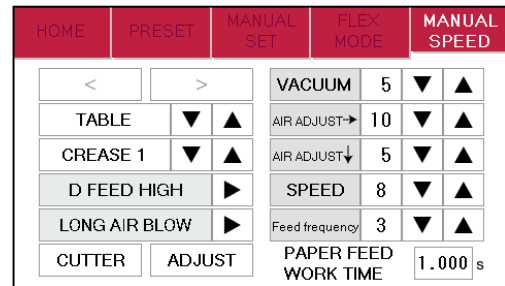 HOME PRESET MANUAL SET FLEX MODE MANUAL SPEED
< >
TABLE ▼ ▲
CREASE 1 ▼ ▲
D FEED HIGH ▶
LONG AIR BLOW ▶
CUTTER ADJUST
VACUUM 5 ▼ ▲
AIR ADJUST→ 10 ▼ ▲
AIR ADJUST↓ 5 ▼ ▲
SPEED 8 ▼ ▲
Feed frequency 3 ▼ ▲
PAPER FEED
WORK TIME 1.000 s